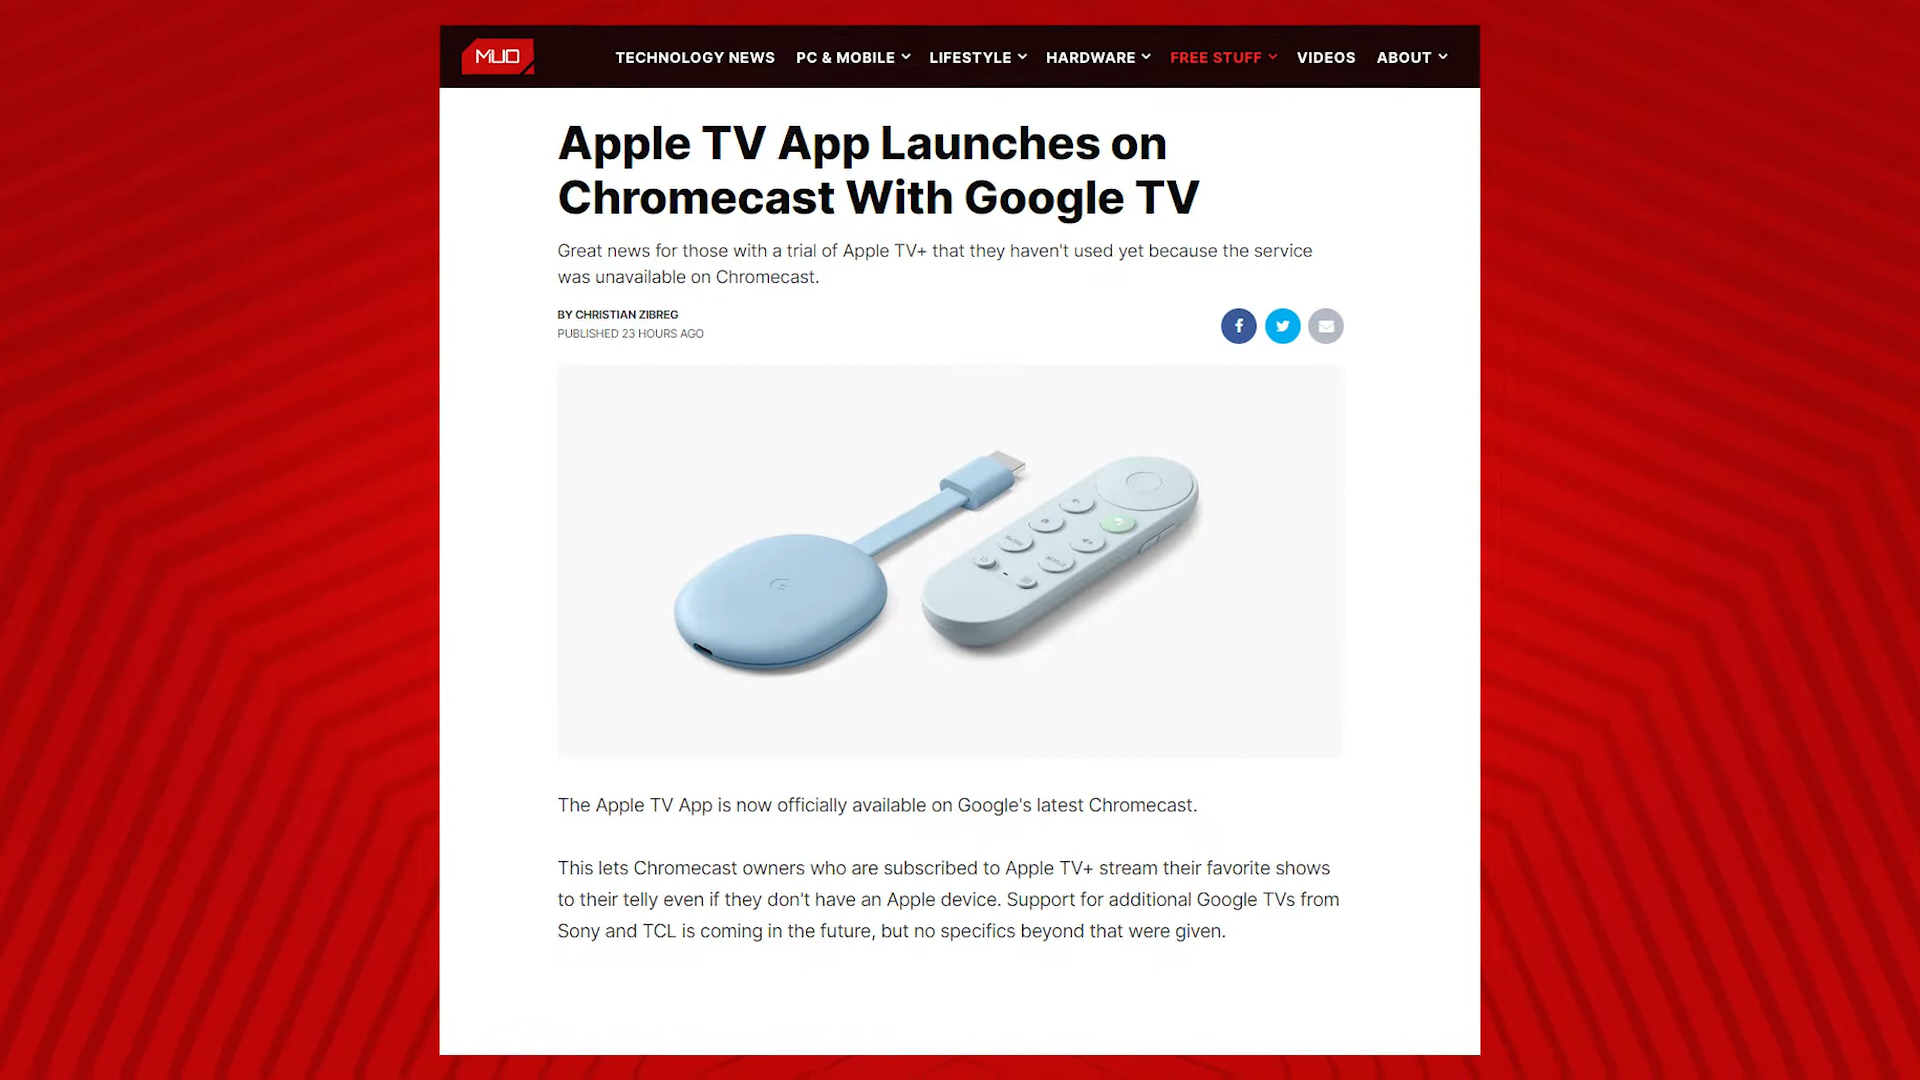 MUO
TECHNOLOGY NEWS PC & MOBILE LIFESTYLE HARDWARE FREE STUFF VIDEOS ABOUT
Apple TV App Launches on
Chromecast With Google TV
Great news for those with a trial of Apple TV+ that they haven't used yet because the service
was unavailable on Chromecast.
BY CHRISTIAN ZIBREG
PUBLISHED 23 HOURS AGO
The Apple TV App is now officially available on Google's latest Chromecast.
This lets Chromecast owners who are subscribed to Apple TV+ stream their favorite shows
to their telly even if they don't have an Apple device. Support for additional Google TVs from
Sony and TCL is coming in the future, but no specifics beyond that were given.